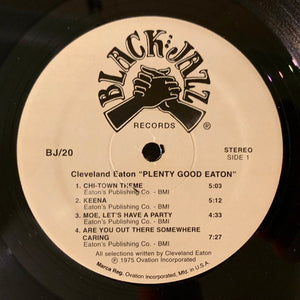 BLACK JAZZ
RECORDS ®
BJ/20
STEREO
SIDE 1
Cleveland Eaton "PLENTY GOOD EATON"
1. CHI-TOWN THEME 5:03
Eaton's Publishing Co. - BMI
2. KEENA 5:21
Eaton's Publishing Co. - BMI
3. MOE, LET'S HAVE A PARTY 4:33
Eaton's Publishing Co. - BMI
4. ARE YOU OUT THERE SOMEWHERE
CARING 7:27
Eaton's Publishing Co. - BMI
All selections written by Cleveland Eaton
℗ 1975 Ovation Incorporated
Marca Reg. Ovation Incorporated, Mfd. in U.S.A.